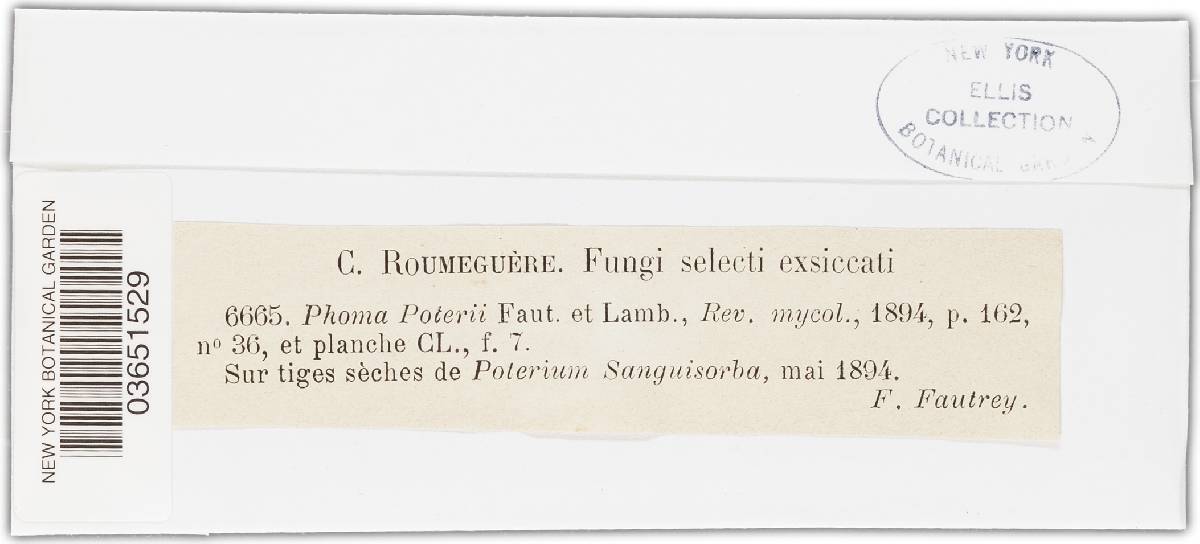 NEW YORK
ELLIS
COLLECTION
BOTANICAL
NEW YORK BOTANICAL GARDEN
03651529
C. ROUMEGUÈRE. Fungi selecti exsiccati
6665. Phoma Poterii Faut. et Lamb., Rev. mycol., 1894, p. 162,
nº 36, et planche CL., f. 7.
Sur tiges sèches de Poterium Sanguisorba, mai 1894.
F. Fautrey.